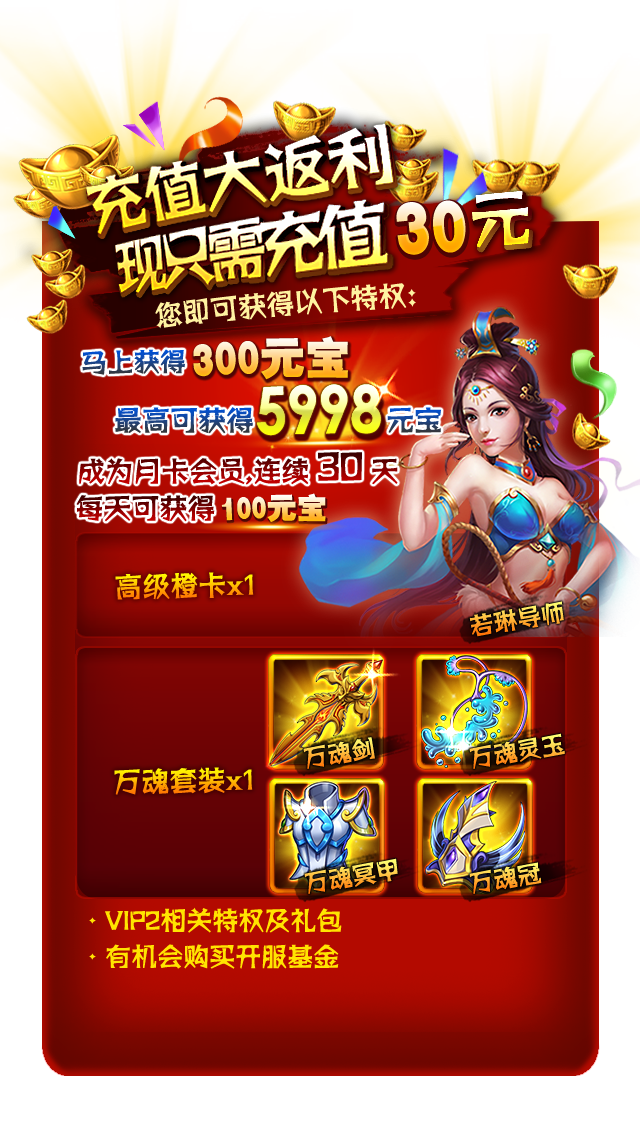 充值大返利
现只需充值30元
您即可获得以下特权:
马上获得300元宝
最高可获得5998元宝
成为月卡会员,连续30天
每天可获得100元宝
高级橙卡x1
若琳导师
万魂套装x1
万魂剑
万魂灵玉
万魂冥甲
万魂冠
·VIP2相关特权及礼包
·有机会购买开服基金